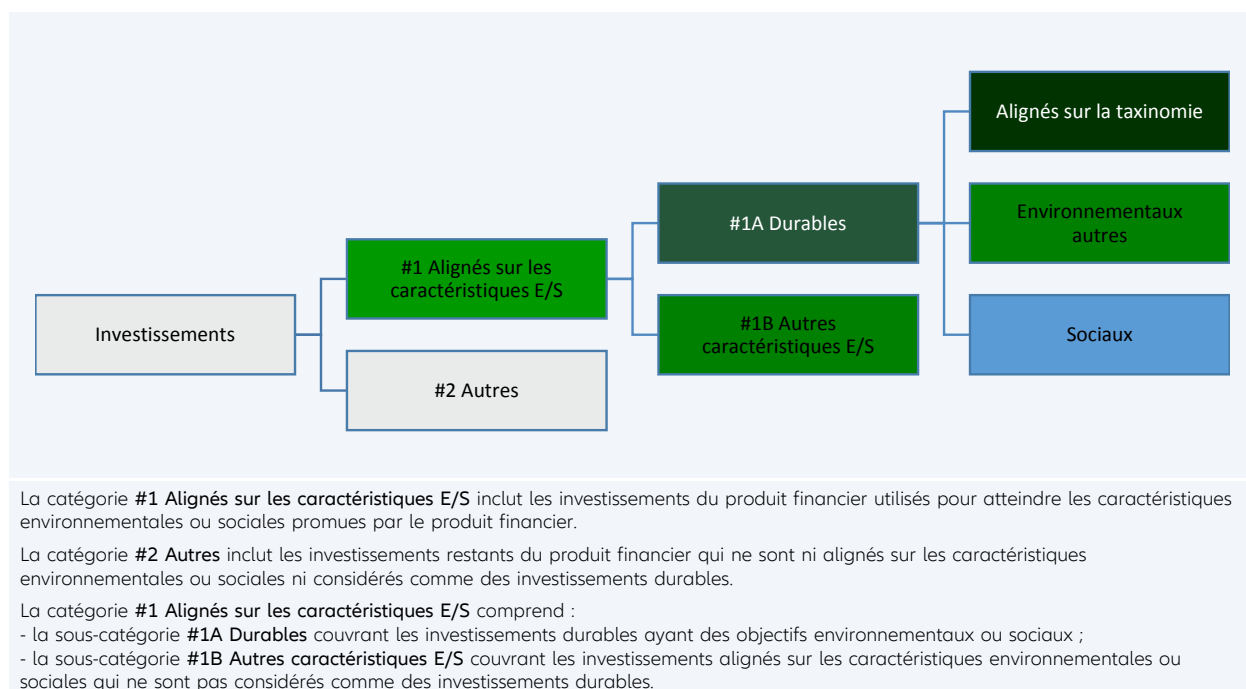 Alignés sur la taxinomie
#1A Durables
Environnementaux
autres
#1 Alignés sur les
caractéristiques E/S
Investissements
#1B Autres
caractéristiques E/S
Sociaux
#2 Autres
La catégorie #1 Alignés sur les caractéristiques E/S inclut les investissements du produit financier utilisés pour atteindre les caractéristiques
environnementales ou sociales promues par le produit financier.
La catégorie #2 Autres inclut les investissements restants du produit financier qui ne sont ni alignés sur les caractéristiques
environnementales ou sociales ni considérés comme des investissements durables.
La catégorie #1 Alignés sur les caractéristiques E/S comprend :
- la sous-catégorie #1A Durables couvrant les investissements durables ayant des objectifs environnementaux ou sociaux ;
- la sous-catégorie #1B Autres caractéristiques E/S couvrant les investissements alignés sur les caractéristiques environnementales ou
sociales qui ne sont pas considérés comme des investissements durables.